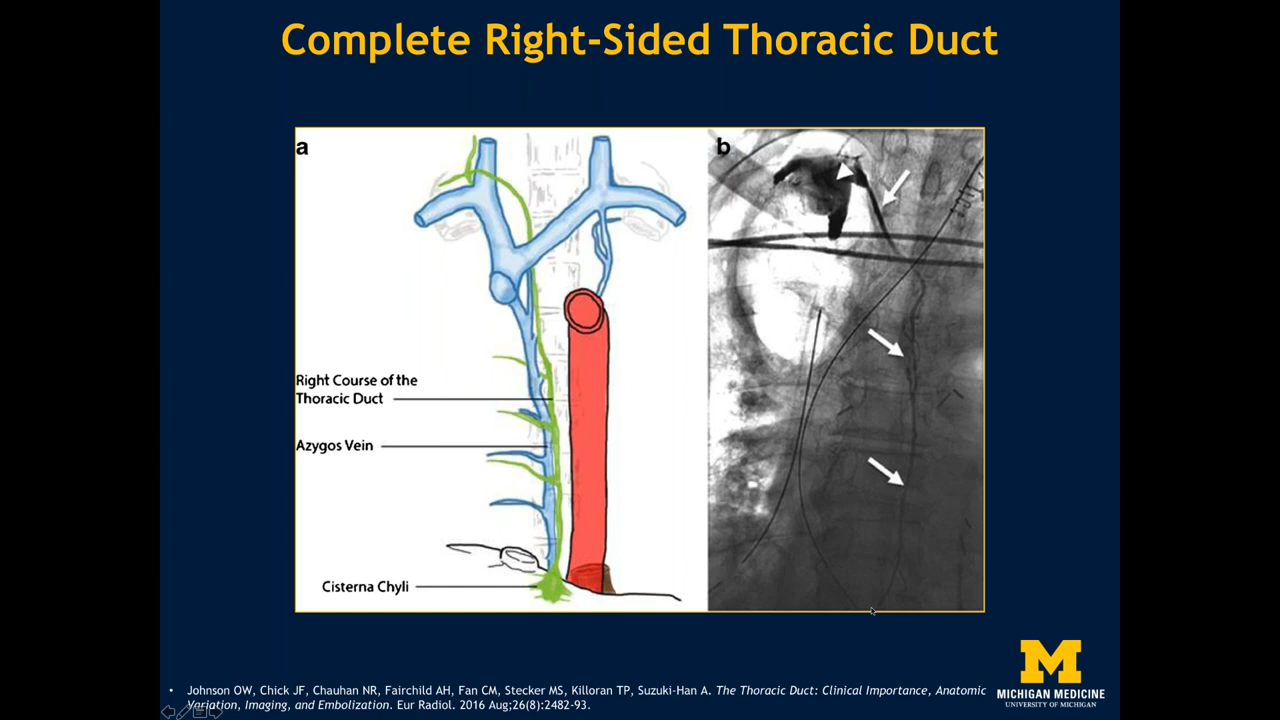 Complete Right-Sided Thoracic Duct
a
b
Right Course of the
Thoracic Duct
Azygos Vein
Cisterna Chyli
• Johnson OW, Chick JF, Chauhan NR, Fairchild AH, Fan CM, Stecker MS, Killoran TP, Suzuki-Han A. The Thoracic Duct: Clinical Importance, Anatomic
Variation, Imaging, and Embolization. Eur Radiol. 2016 Aug;26(8):2482-93.
M
MICHIGAN MEDICINE
UNIVERSITY OF MICHIGAN